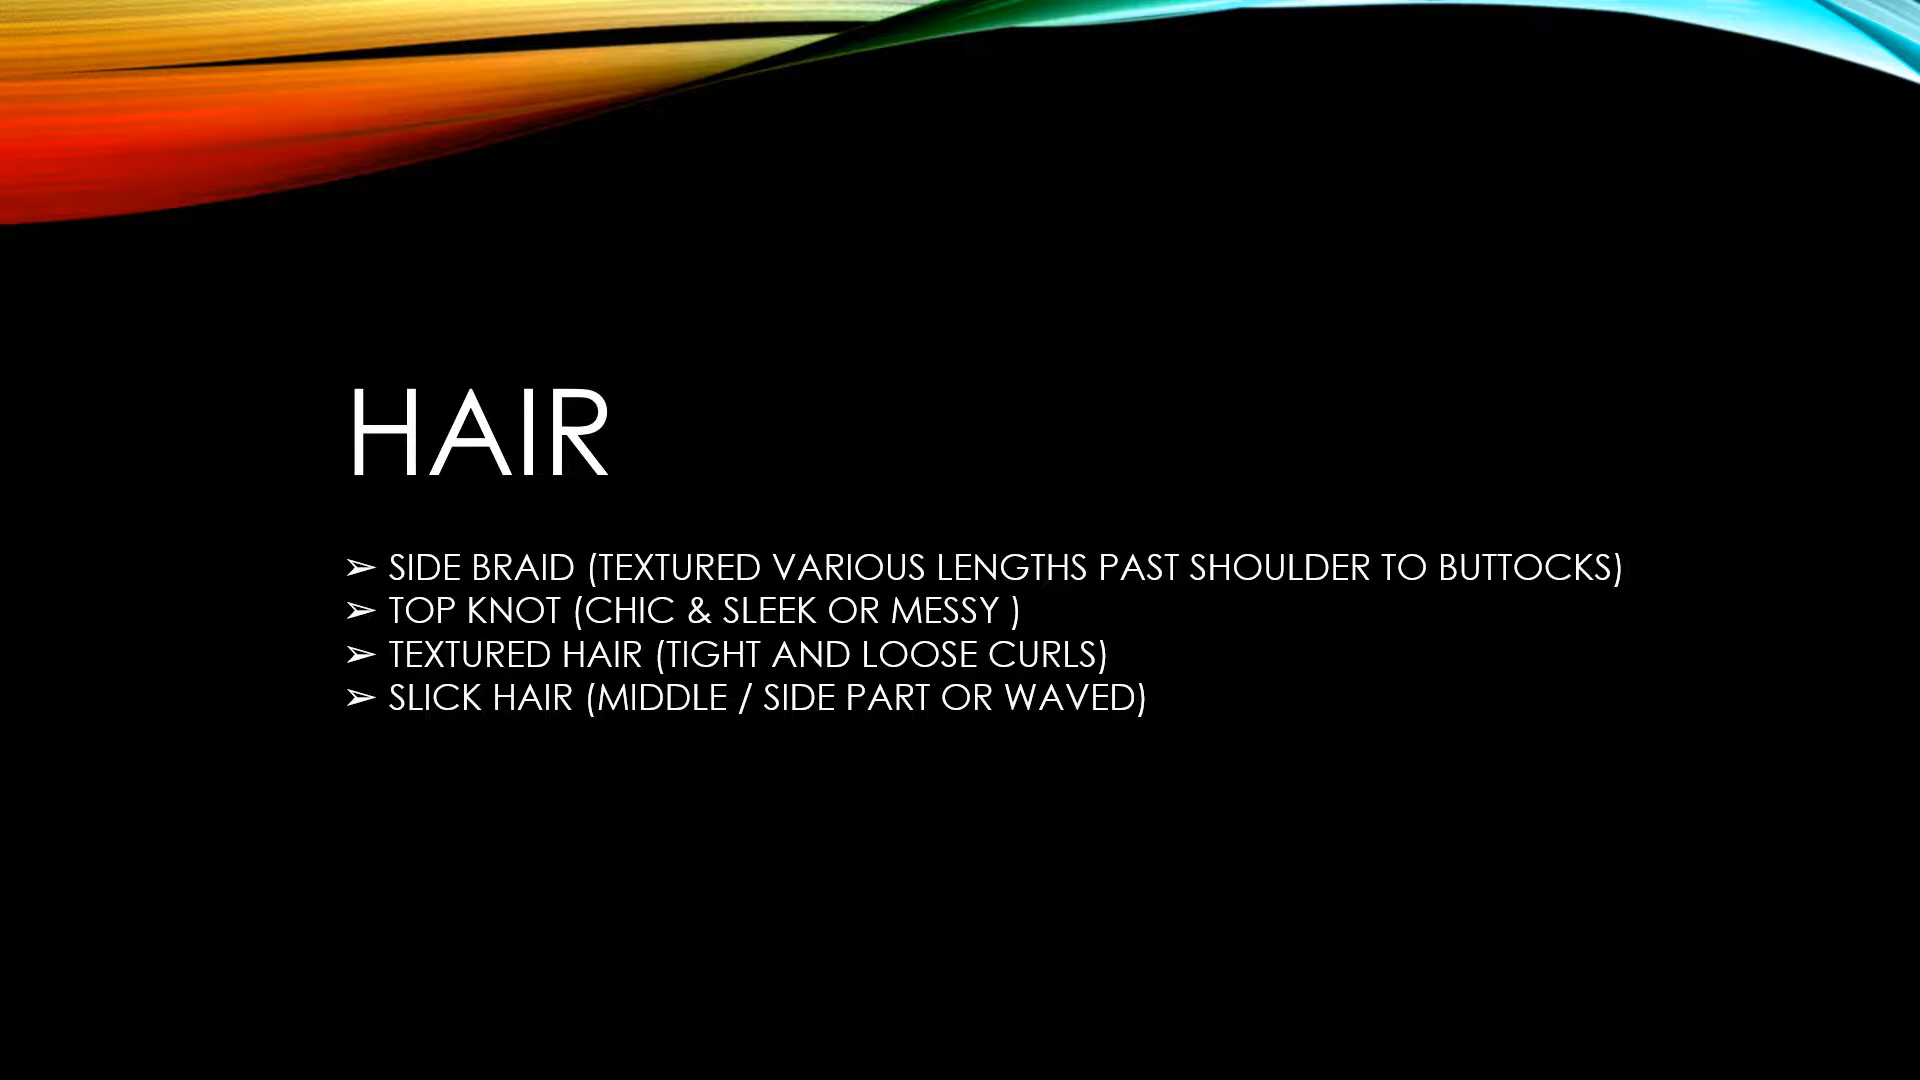 HAIR
➢ SIDE BRAID (TEXTURED VARIOUS LENGTHS PAST SHOULDER TO BUTTOCKS)
➢ TOP KNOT (CHIC & SLEEK OR MESSY )
➢ TEXTURED HAIR (TIGHT AND LOOSE CURLS)
➢ SLICK HAIR (MIDDLE / SIDE PART OR WAVED)